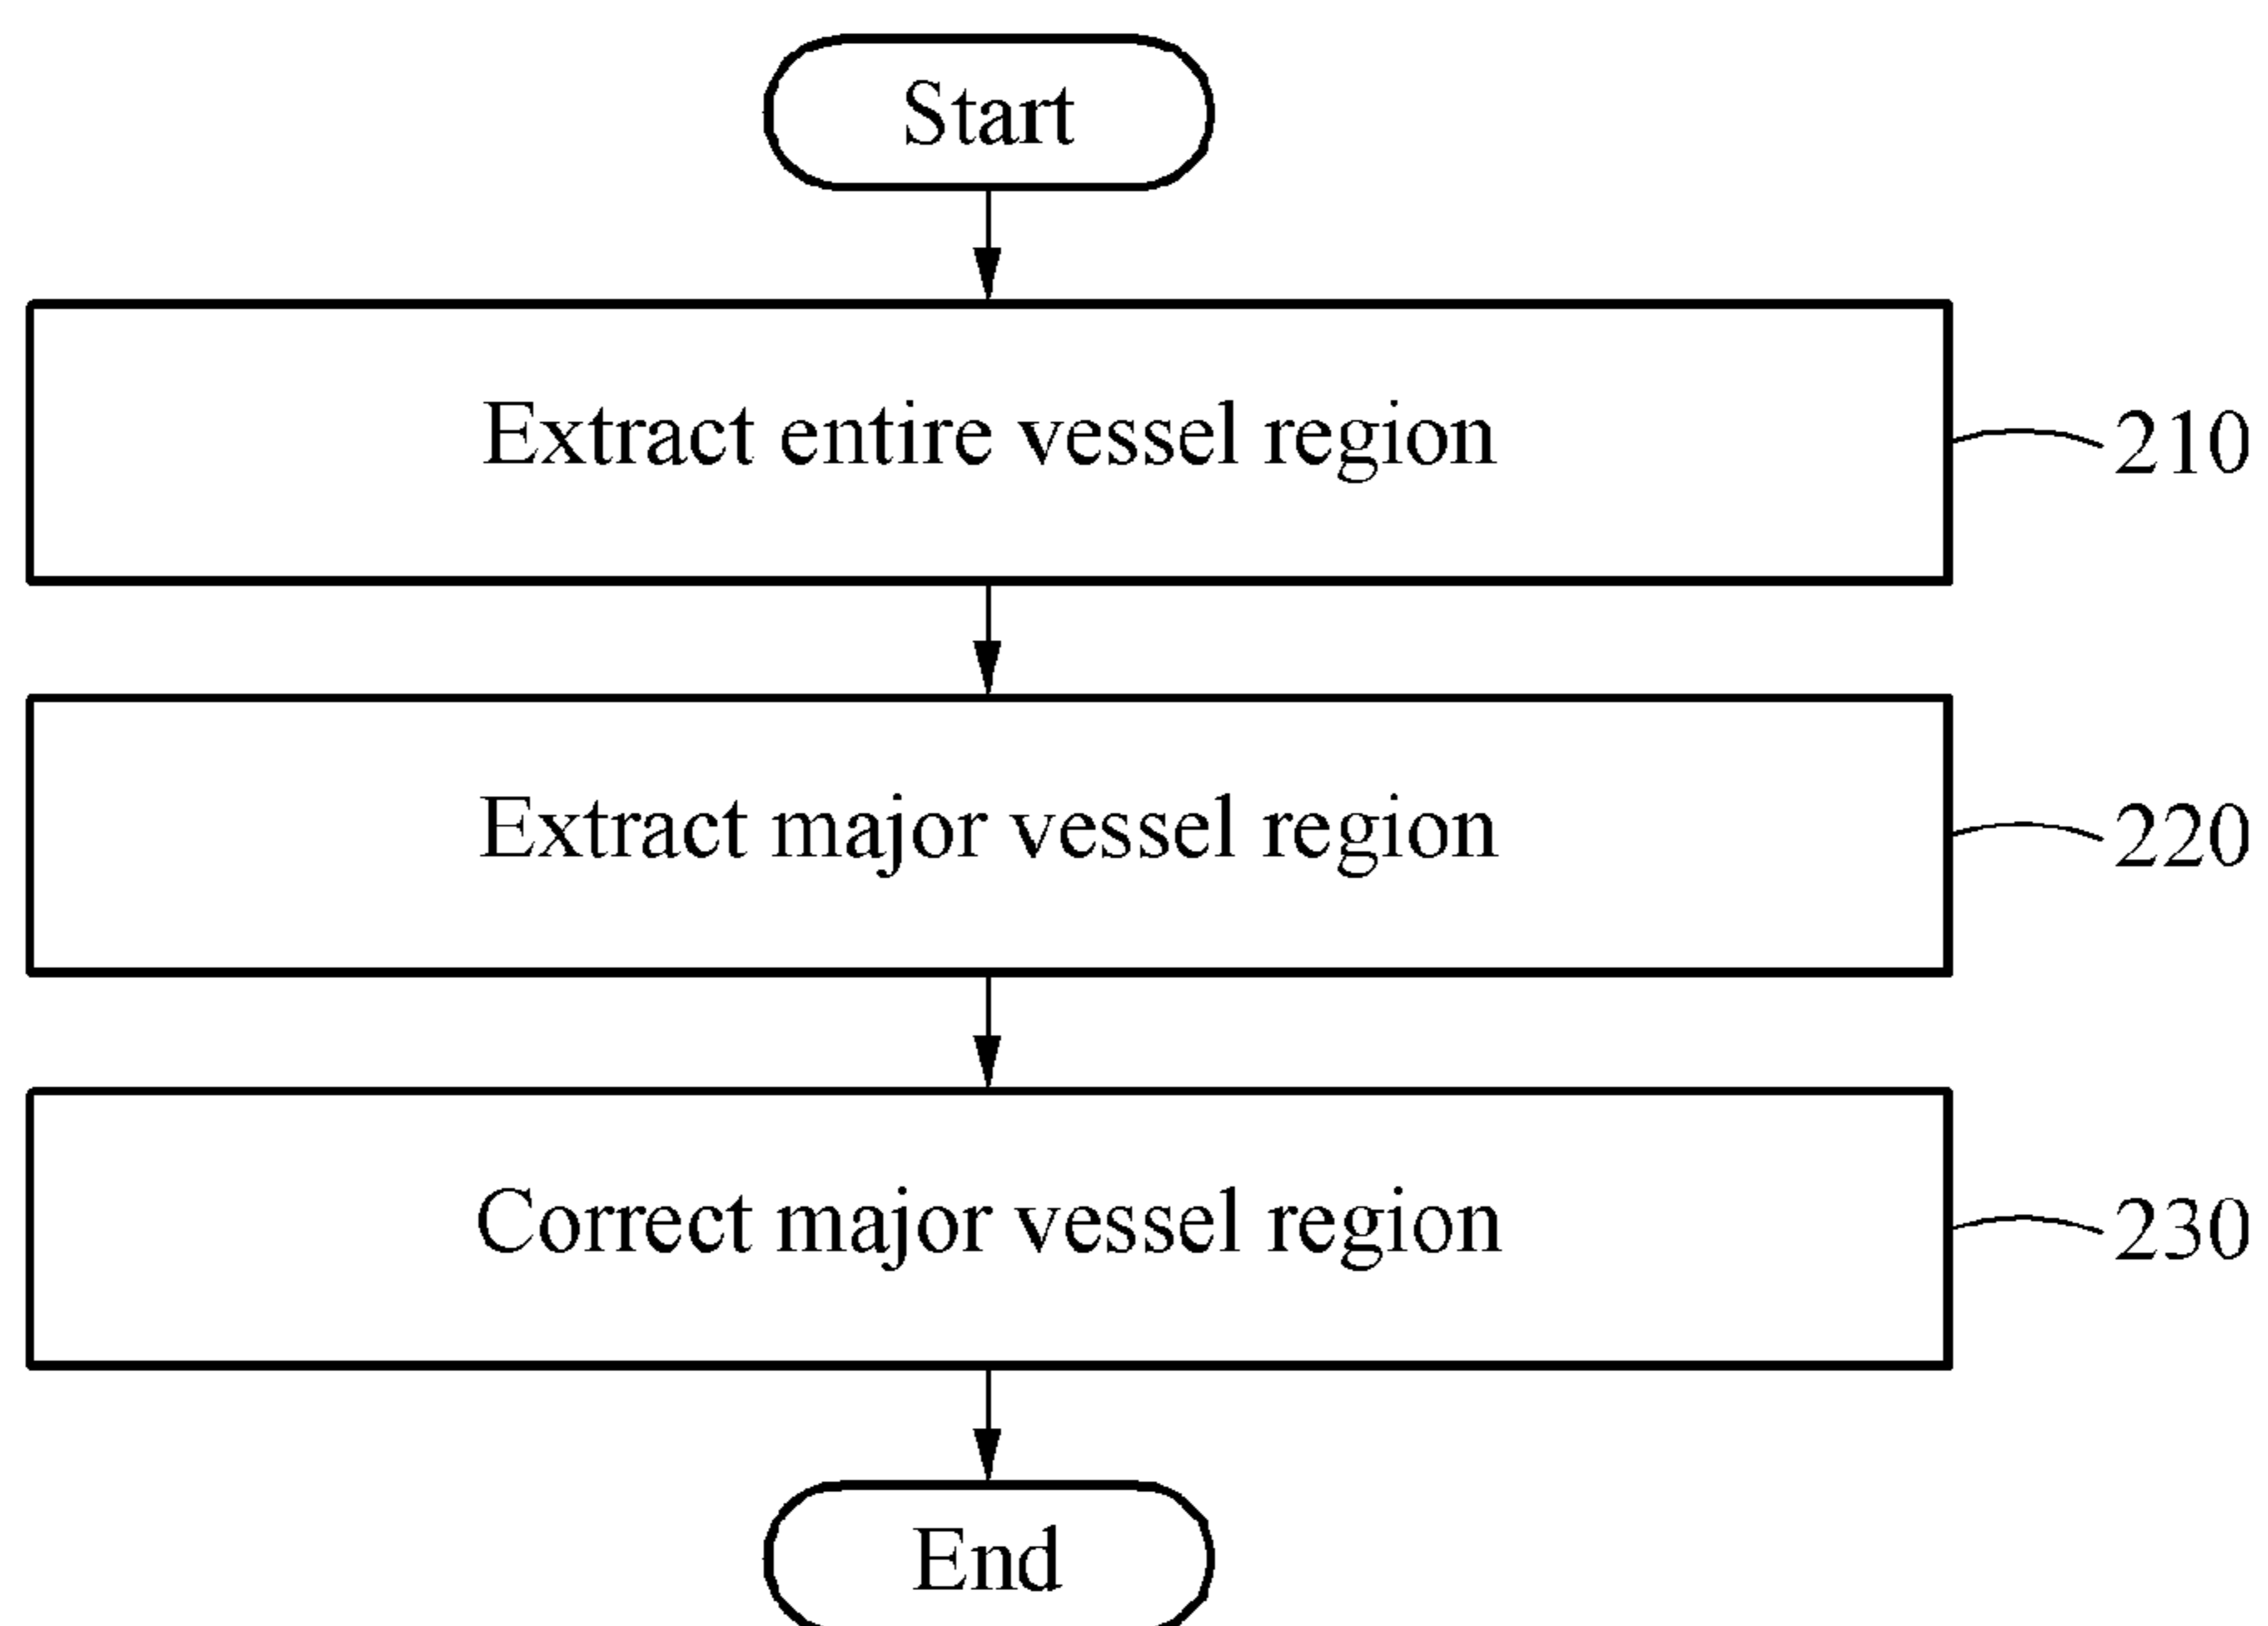 Start
Extract entire vessel region
210
Extract major vessel region
220
Correct major vessel region
230
End